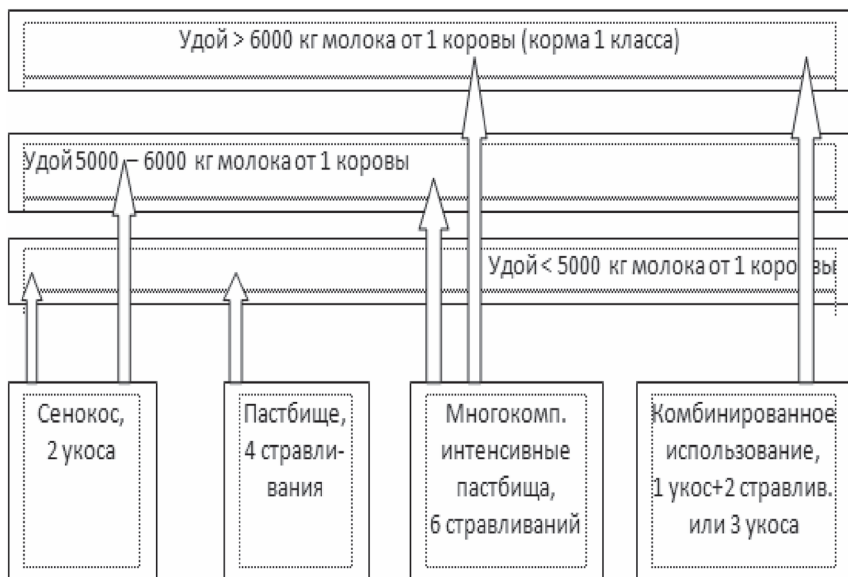 Удой > 6000 кг молока от 1 коровы (корма 1 класса)
Удой 5000 – 6000 кг молока от 1 коровы
Удой < 5000 кг молока от 1 коровы
Сенокос,
2 укоса
Пастбище,
4 стравли-
вания
Многокомп.
интенсивные
пастбища,
6 стравливаний
Комбинированное
использование,
1 укос+2 стравлив.
или 3 укоса